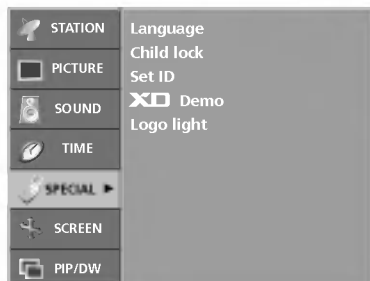 STATION
PICTURE
SOUND
TIME
SPECIAL
SCREEN
PIP/DW
Language
Child lock
Set ID
XD Demo
Logo light